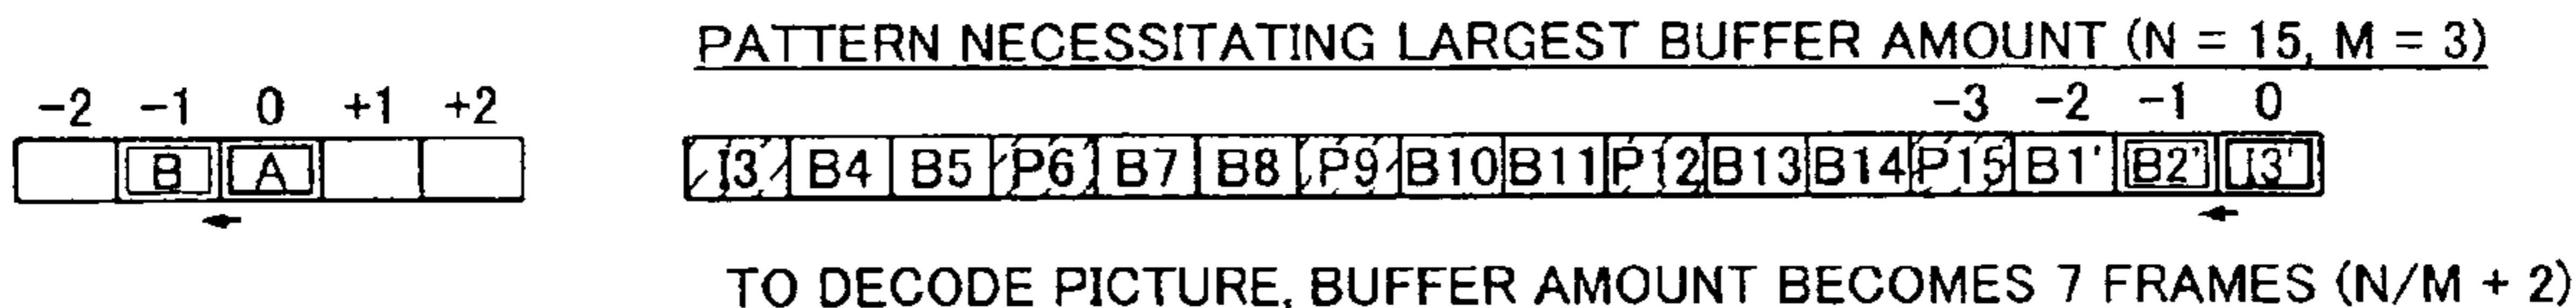 PATTERN NECESSITATING LARGEST BUFFER AMOUNT (N = 15, M = 3)
-2 -1 0 +1 +2 -3 -2 -1 0
B A I3 B4 B5 P6 B7 B8 P9 B10 B11 P12 B13 B14 P15 B1' B2' I3'
TO DECODE PICTURE, BUFFER AMOUNT BECOMES 7 FRAMES (N/M + 2)